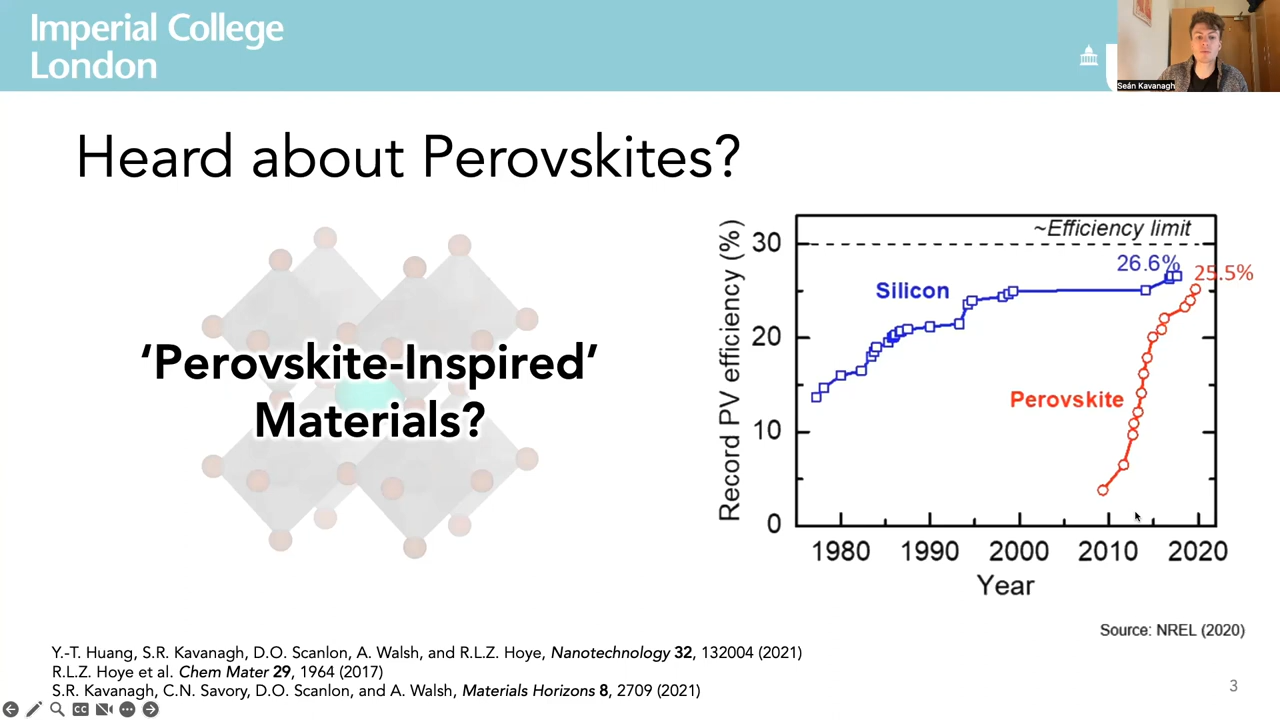 Imperial College
London
Seán Kavanagh
Heard about Perovskites?
‘Perovskite-Inspired’
Materials?
Record PV efficiency (%)
30
20
10
0
~Efficiency limit
26.6%
25.5%
Silicon
Perovskite
1980 1990 2000 2010 2020
Year
Source: NREL (2020)
Y.-T. Huang, S.R. Kavanagh, D.O. Scanlon, A. Walsh, and R.L.Z. Hoye, Nanotechnology 32, 132004 (2021)
R.L.Z. Hoye et al. Chem Mater 29, 1964 (2017)
S.R. Kavanagh, C.N. Savory, D.O. Scanlon, and A. Walsh, Materials Horizons 8, 2709 (2021)
3
CC